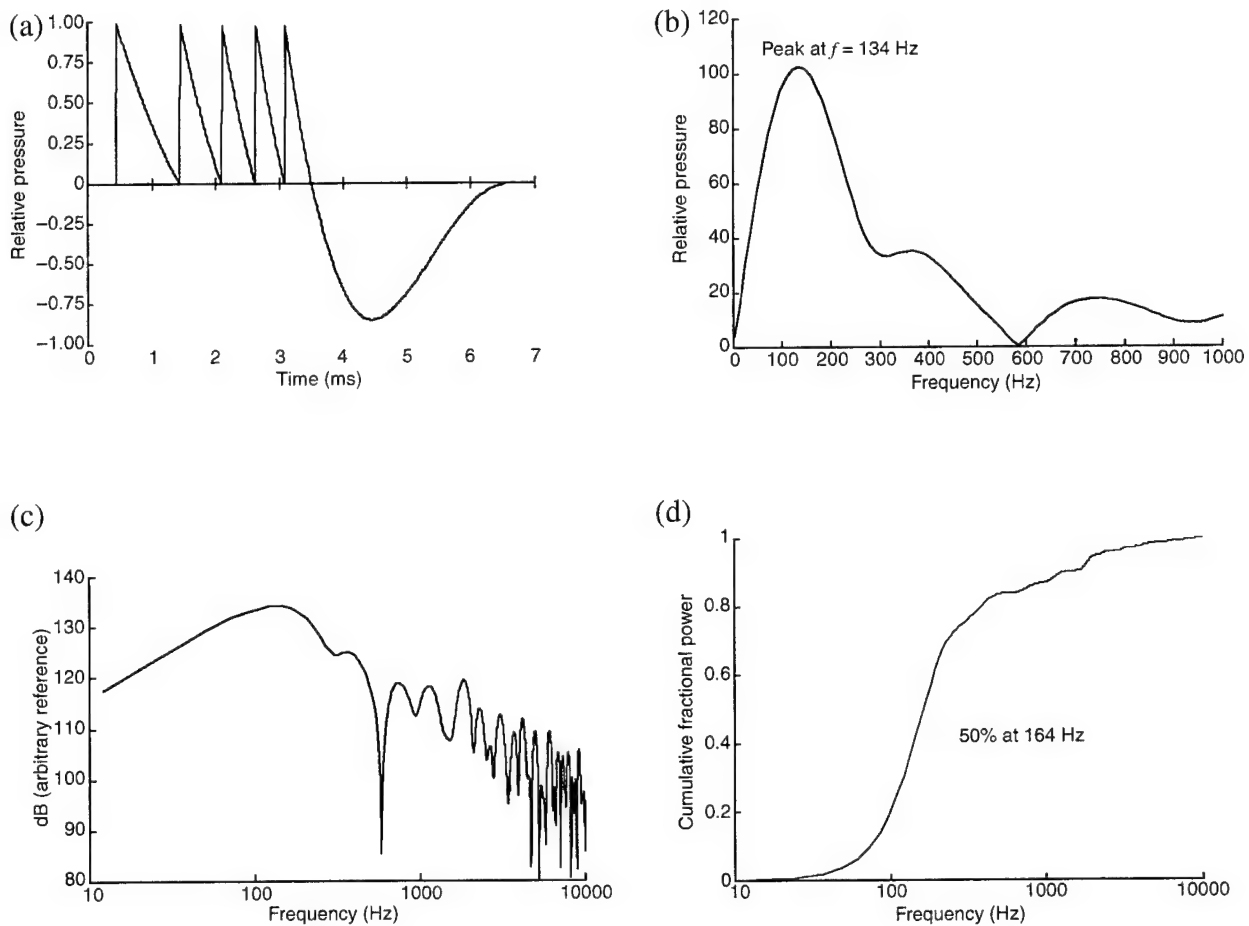 (a)
1.00
0.75
0.50
0.25
0
−0.25
−0.50
−0.75
−1.00
Relative pressure
0 1 2 3 4 5 6 7
Time (ms)
(b)
120
100
80
60
40
20
0
Relative pressure
Peak at f = 134 Hz
0 100 200 300 400 500 600 700 800 900 1000
Frequency (Hz)
(c)
140
130
120
110
100
90
80
dB (arbitrary reference)
10 100 1000 10000
Frequency (Hz)
(d)
1
0.8
0.6
0.4
0.2
0
Cumulative fractional power
50% at 164 Hz
10 100 1000 10000
Frequency (Hz)